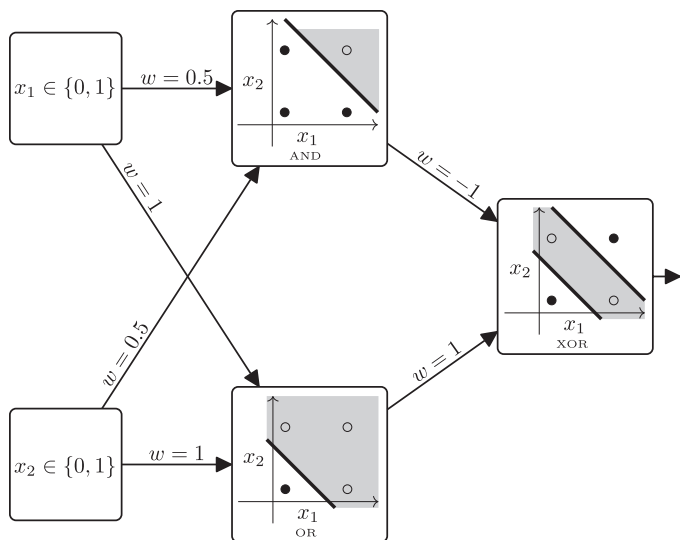 x₁ ∈ {0, 1}
w = 0.5
x₂
x₁
AND
w = 1
w = −1
x₂
x₁
XOR
w = 0.5
w = 1
x₂ ∈ {0, 1}
w = 1
x₂
x₁
OR